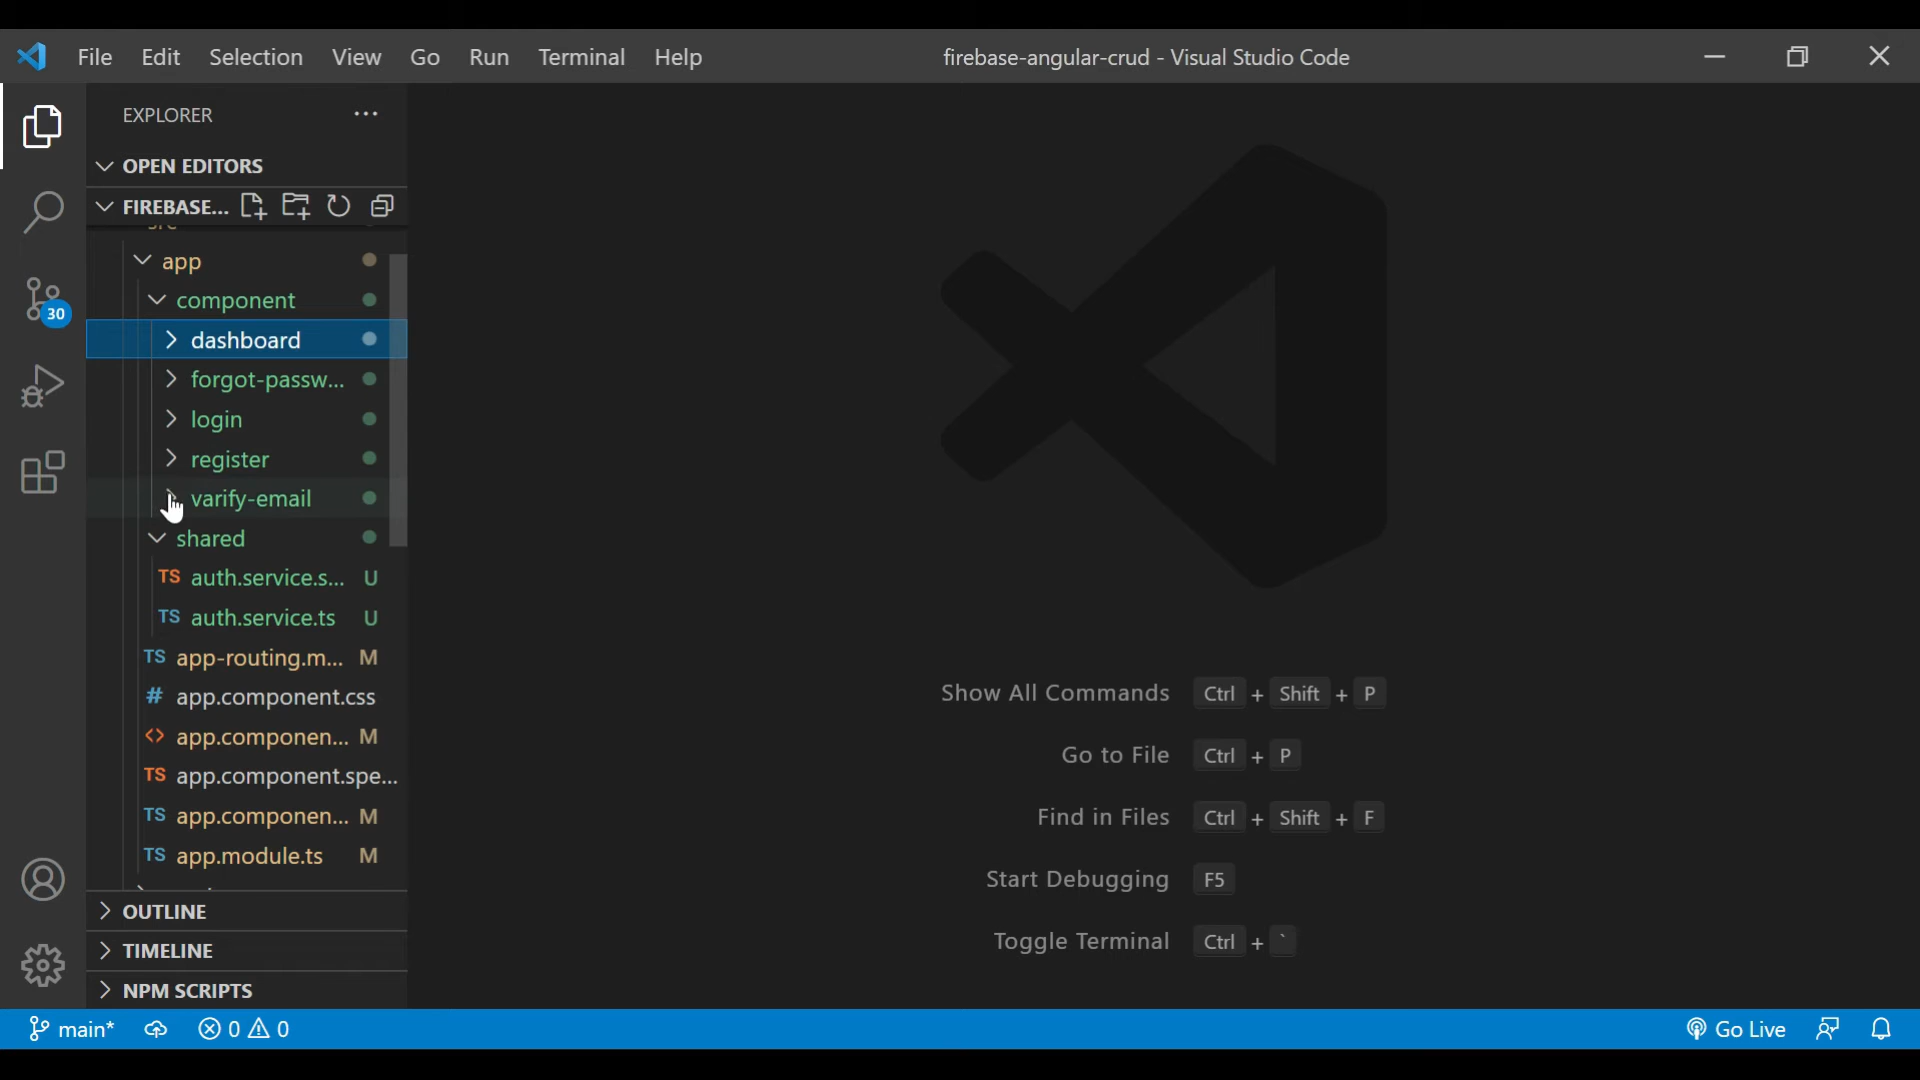 File Edit Selection View Go Run Terminal Help firebase-angular-crud - Visual Studio Code
EXPLORER ...
OPEN EDITORS
FIREBASE...
src
app
component
dashboard
forgot-passw...
login
register
varify-email
shared
TS auth.service.s... U
TS auth.service.ts U
TS app-routing.m... M
# app.component.css
<> app.componen... M
TS app.component.spe...
TS app.componen... M
TS app.module.ts M
OUTLINE
TIMELINE
NPM SCRIPTS
30
Show All Commands Ctrl + Shift + P
Go to File Ctrl + P
Find in Files Ctrl + Shift + F
Start Debugging F5
Toggle Terminal Ctrl + `
main* 0 0 Go Live